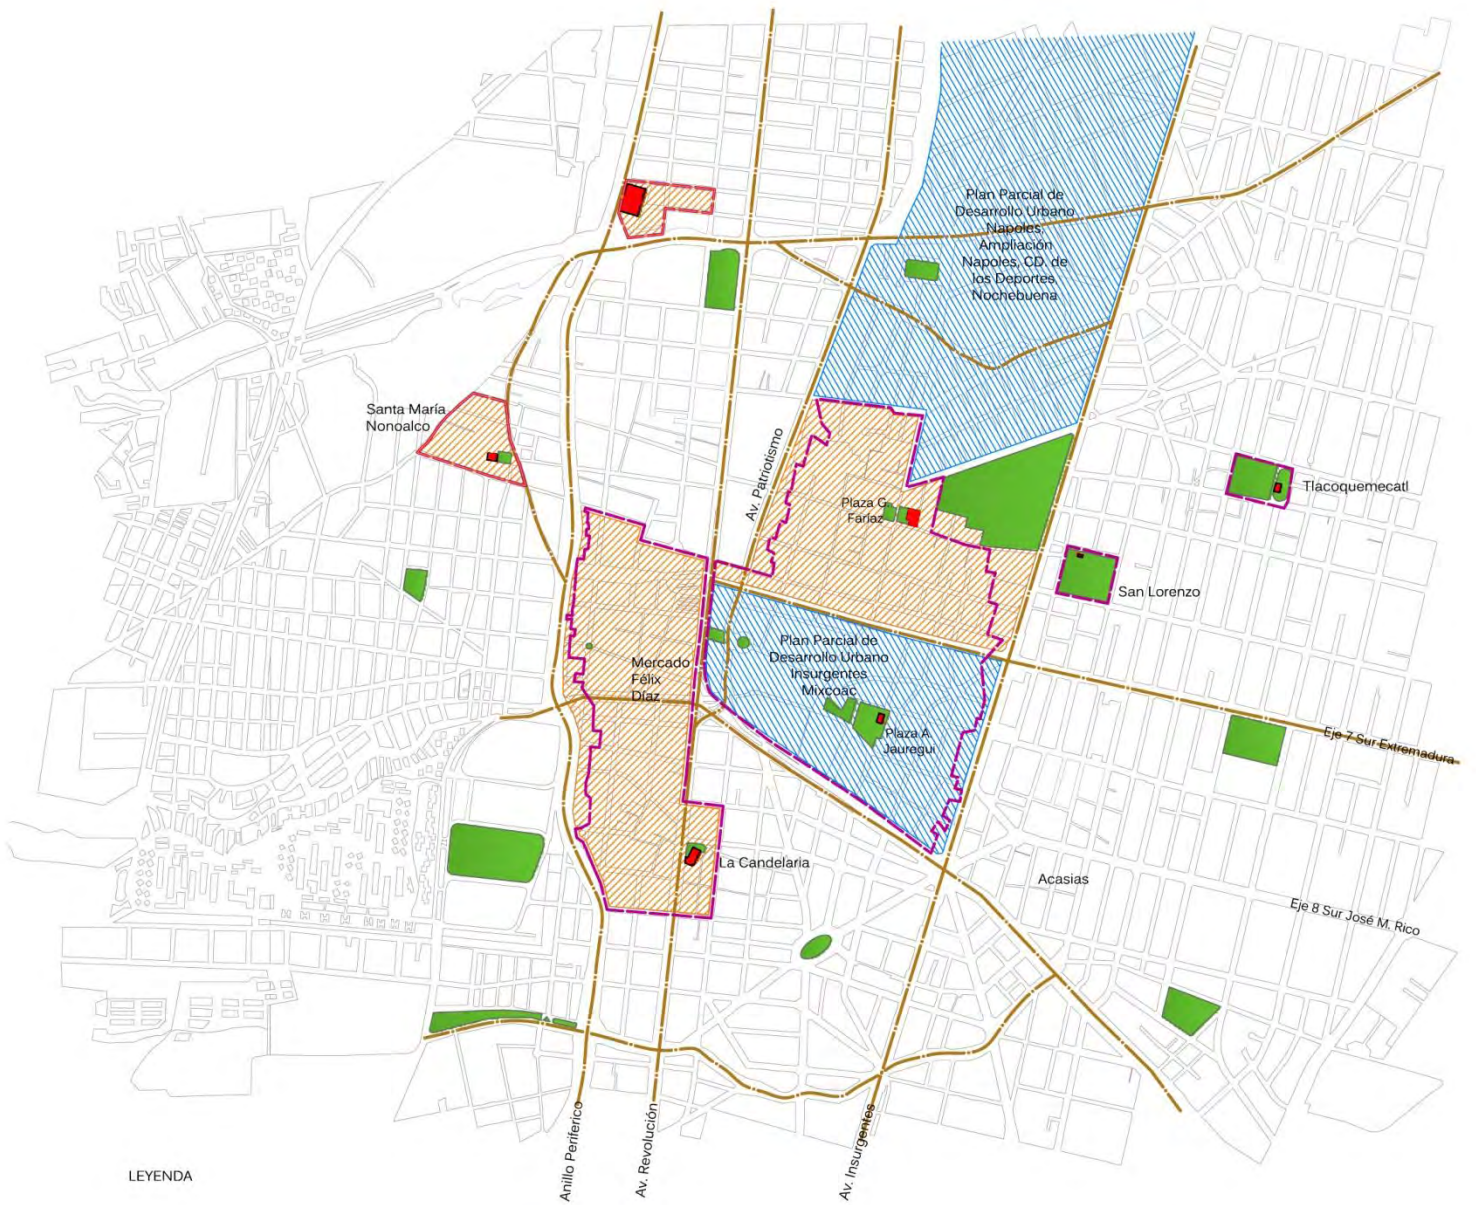 Plan Parcial de
Desarrollo Urbano
Napoles,
Ampliación
Napoles, CD. de
los Deportes
Nochebuena
Santa María
Nonoalco
Av. Patriotismo
Plaza G.
Fariaz
Tlacoquemecatl
San Lorenzo
Plan Parcial de
Desarrollo Urbano
Insurgentes
Mixcoac
Mercado
Félix
Díaz
Plaza A.
Jauregui
Eje 7 Sur Extremadura
La Candelaria
Acasias
Eje 8 Sur José M. Rico
Anillo Periferico
Av. Revolución
Av. Insurgentes
LEYENDA